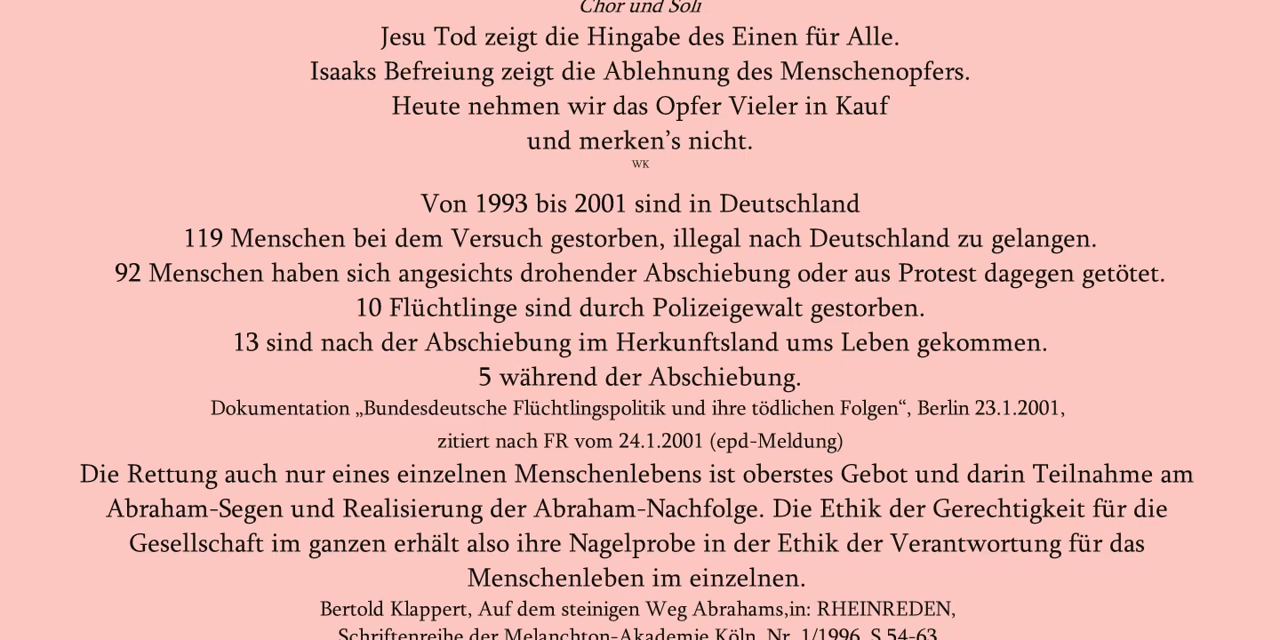 Chor und Soli
Jesu Tod zeigt die Hingabe des Einen für Alle.
Isaaks Befreiung zeigt die Ablehnung des Menschenopfers.
Heute nehmen wir das Opfer Vieler in Kauf
und merken’s nicht.
WK
Von 1993 bis 2001 sind in Deutschland
119 Menschen bei dem Versuch gestorben, illegal nach Deutschland zu gelangen.
92 Menschen haben sich angesichts drohender Abschiebung oder aus Protest dagegen getötet.
10 Flüchtlinge sind durch Polizeigewalt gestorben.
13 sind nach der Abschiebung im Herkunftsland ums Leben gekommen.
5 während der Abschiebung.
Dokumentation „Bundesdeutsche Flüchtlingspolitik und ihre tödlichen Folgen“, Berlin 23.1.2001,
zitiert nach FR vom 24.1.2001 (epd-Meldung)
Die Rettung auch nur eines einzelnen Menschenlebens ist oberstes Gebot und darin Teilnahme am
Abraham-Segen und Realisierung der Abraham-Nachfolge. Die Ethik der Gerechtigkeit für die
Gesellschaft im ganzen erhält also ihre Nagelprobe in der Ethik der Verantwortung für das
Menschenleben im einzelnen.
Bertold Klappert, Auf dem steinigen Weg Abrahams,in: RHEINREDEN,
Schriftenreihe der Melanchton-Akademie Köln, Nr. 1/1996, S.54-63